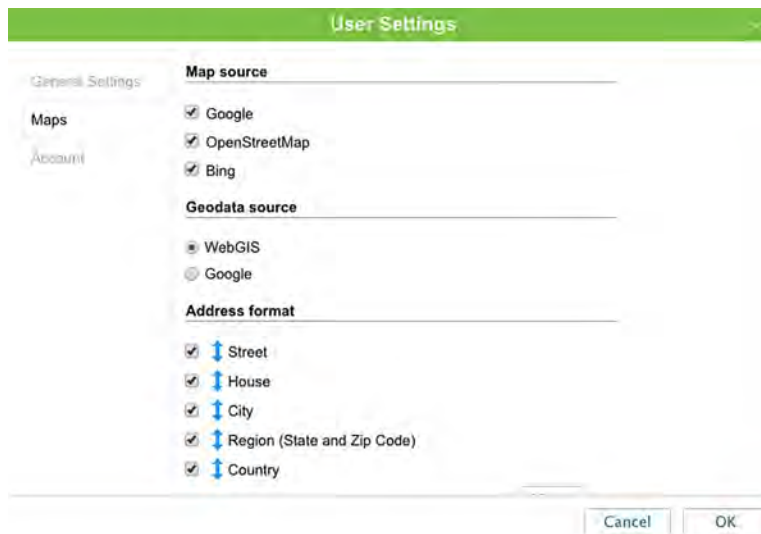 User Settings
General Settings
Maps
Account
Map source
Google
OpenStreetMap
Bing
Geodata source
WebGIS
Google
Address format
Street
House
City
Region (State and Zip Code)
Country
Cancel
OK